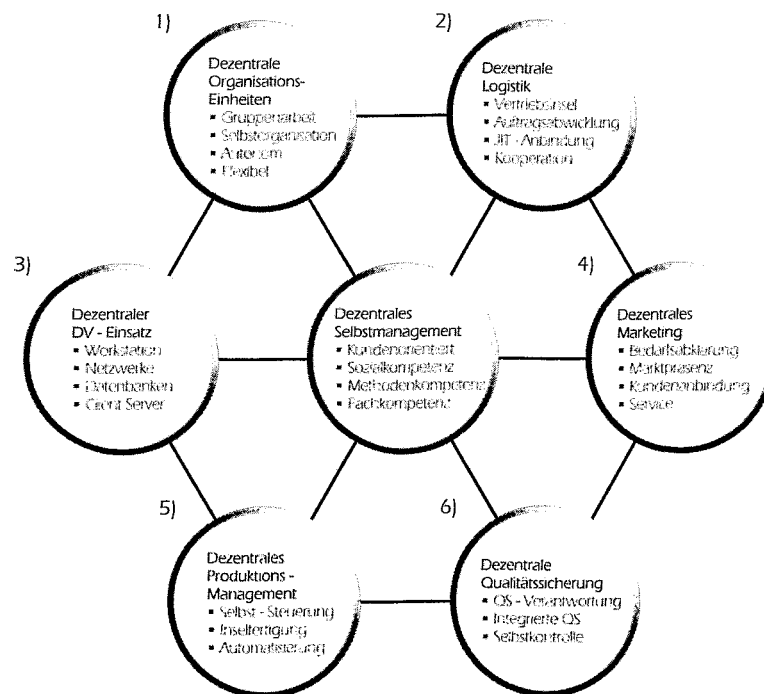 1)
Dezentrale
Organisations-
Einheiten
▪ Gruppenarbeit
▪ Selbstorganisation
▪ Autonom
▪ Flexibel
2)
Dezentrale
Logistik
▪ Vertriebsinsel
▪ Auftragsabwicklung
▪ JIT - Anbindung
▪ Kooperation
3)
Dezentraler
DV - Einsatz
▪ Workstation
▪ Netzwerke
▪ Datenbanken
▪ Client Server
Dezentrales
Selbstmanagement
▪ Kundenorientiert
▪ Sozialkompetenz
▪ Methodenkompetenz
▪ Fachkompetenz
4)
Dezentrales
Marketing
▪ Bedarfsabklärung
▪ Marktpräsenz
▪ Kundenanbindung
▪ Service
5)
Dezentrales
Produktions -
Management
▪ Selbst - Steuerung
▪ Inselfertigung
▪ Automatisierung
6)
Dezentrale
Qualitätssicherung
▪ QS - Verantwortung
▪ Integrierte QS
▪ Selbstkontrolle